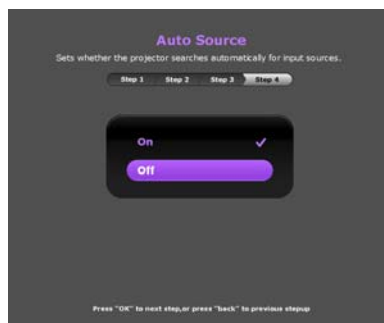 Auto Source
Sets whether the projector searches automatically for input sources.
Step 1 Step 2 Step 3 Step 4
On
Off
Press "OK" to next step,or press "back" to previous stepup